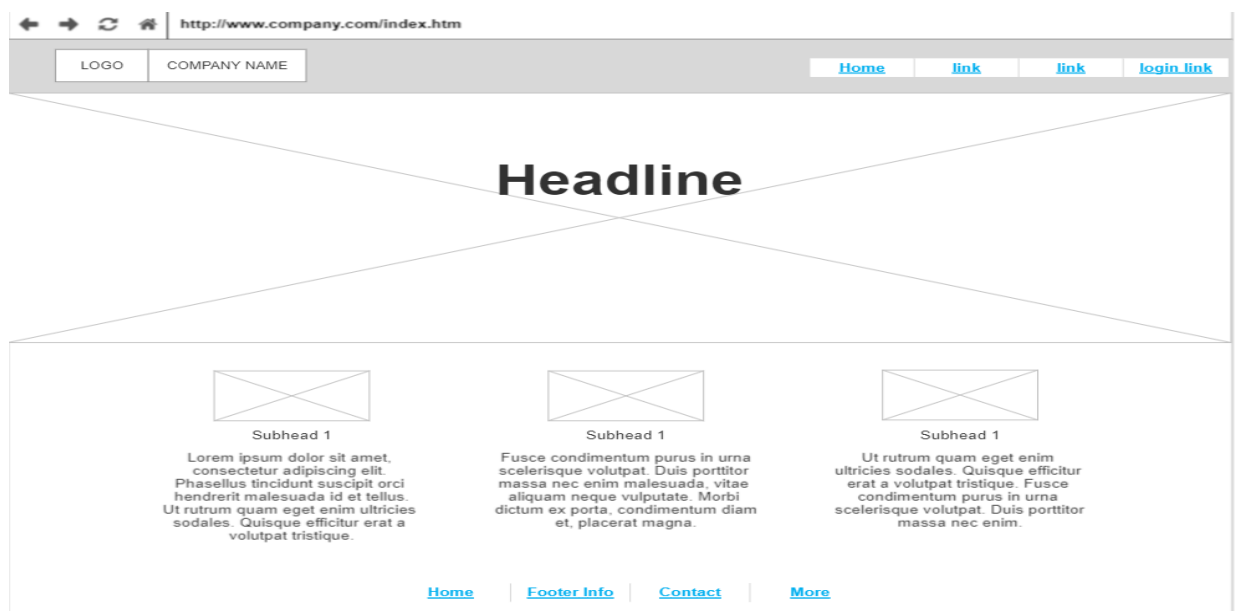 http://www.company.com/index.htm
LOGO COMPANY NAME
Home link link login link
Headline
Subhead 1
Lorem ipsum dolor sit amet,
consectetur adipiscing elit.
Phasellus tincidunt suscipit orci
hendrerit malesuada id et tellus.
Ut rutrum quam eget enim ultricies
sodales. Quisque efficitur erat a
volutpat tristique.
Subhead 1
Fusce condimentum purus in urna
scelerisque volutpat. Duis porttitor
massa nec enim malesuada, vitae
aliquam neque vulputate. Morbi
dictum ex porta, condimentum diam
et, placerat magna.
Subhead 1
Ut rutrum quam eget enim
ultricies sodales. Quisque efficitur
erat a volutpat tristique. Fusce
condimentum purus in urna
scelerisque volutpat. Duis porttitor
massa nec enim.
Home Footer Info Contact More